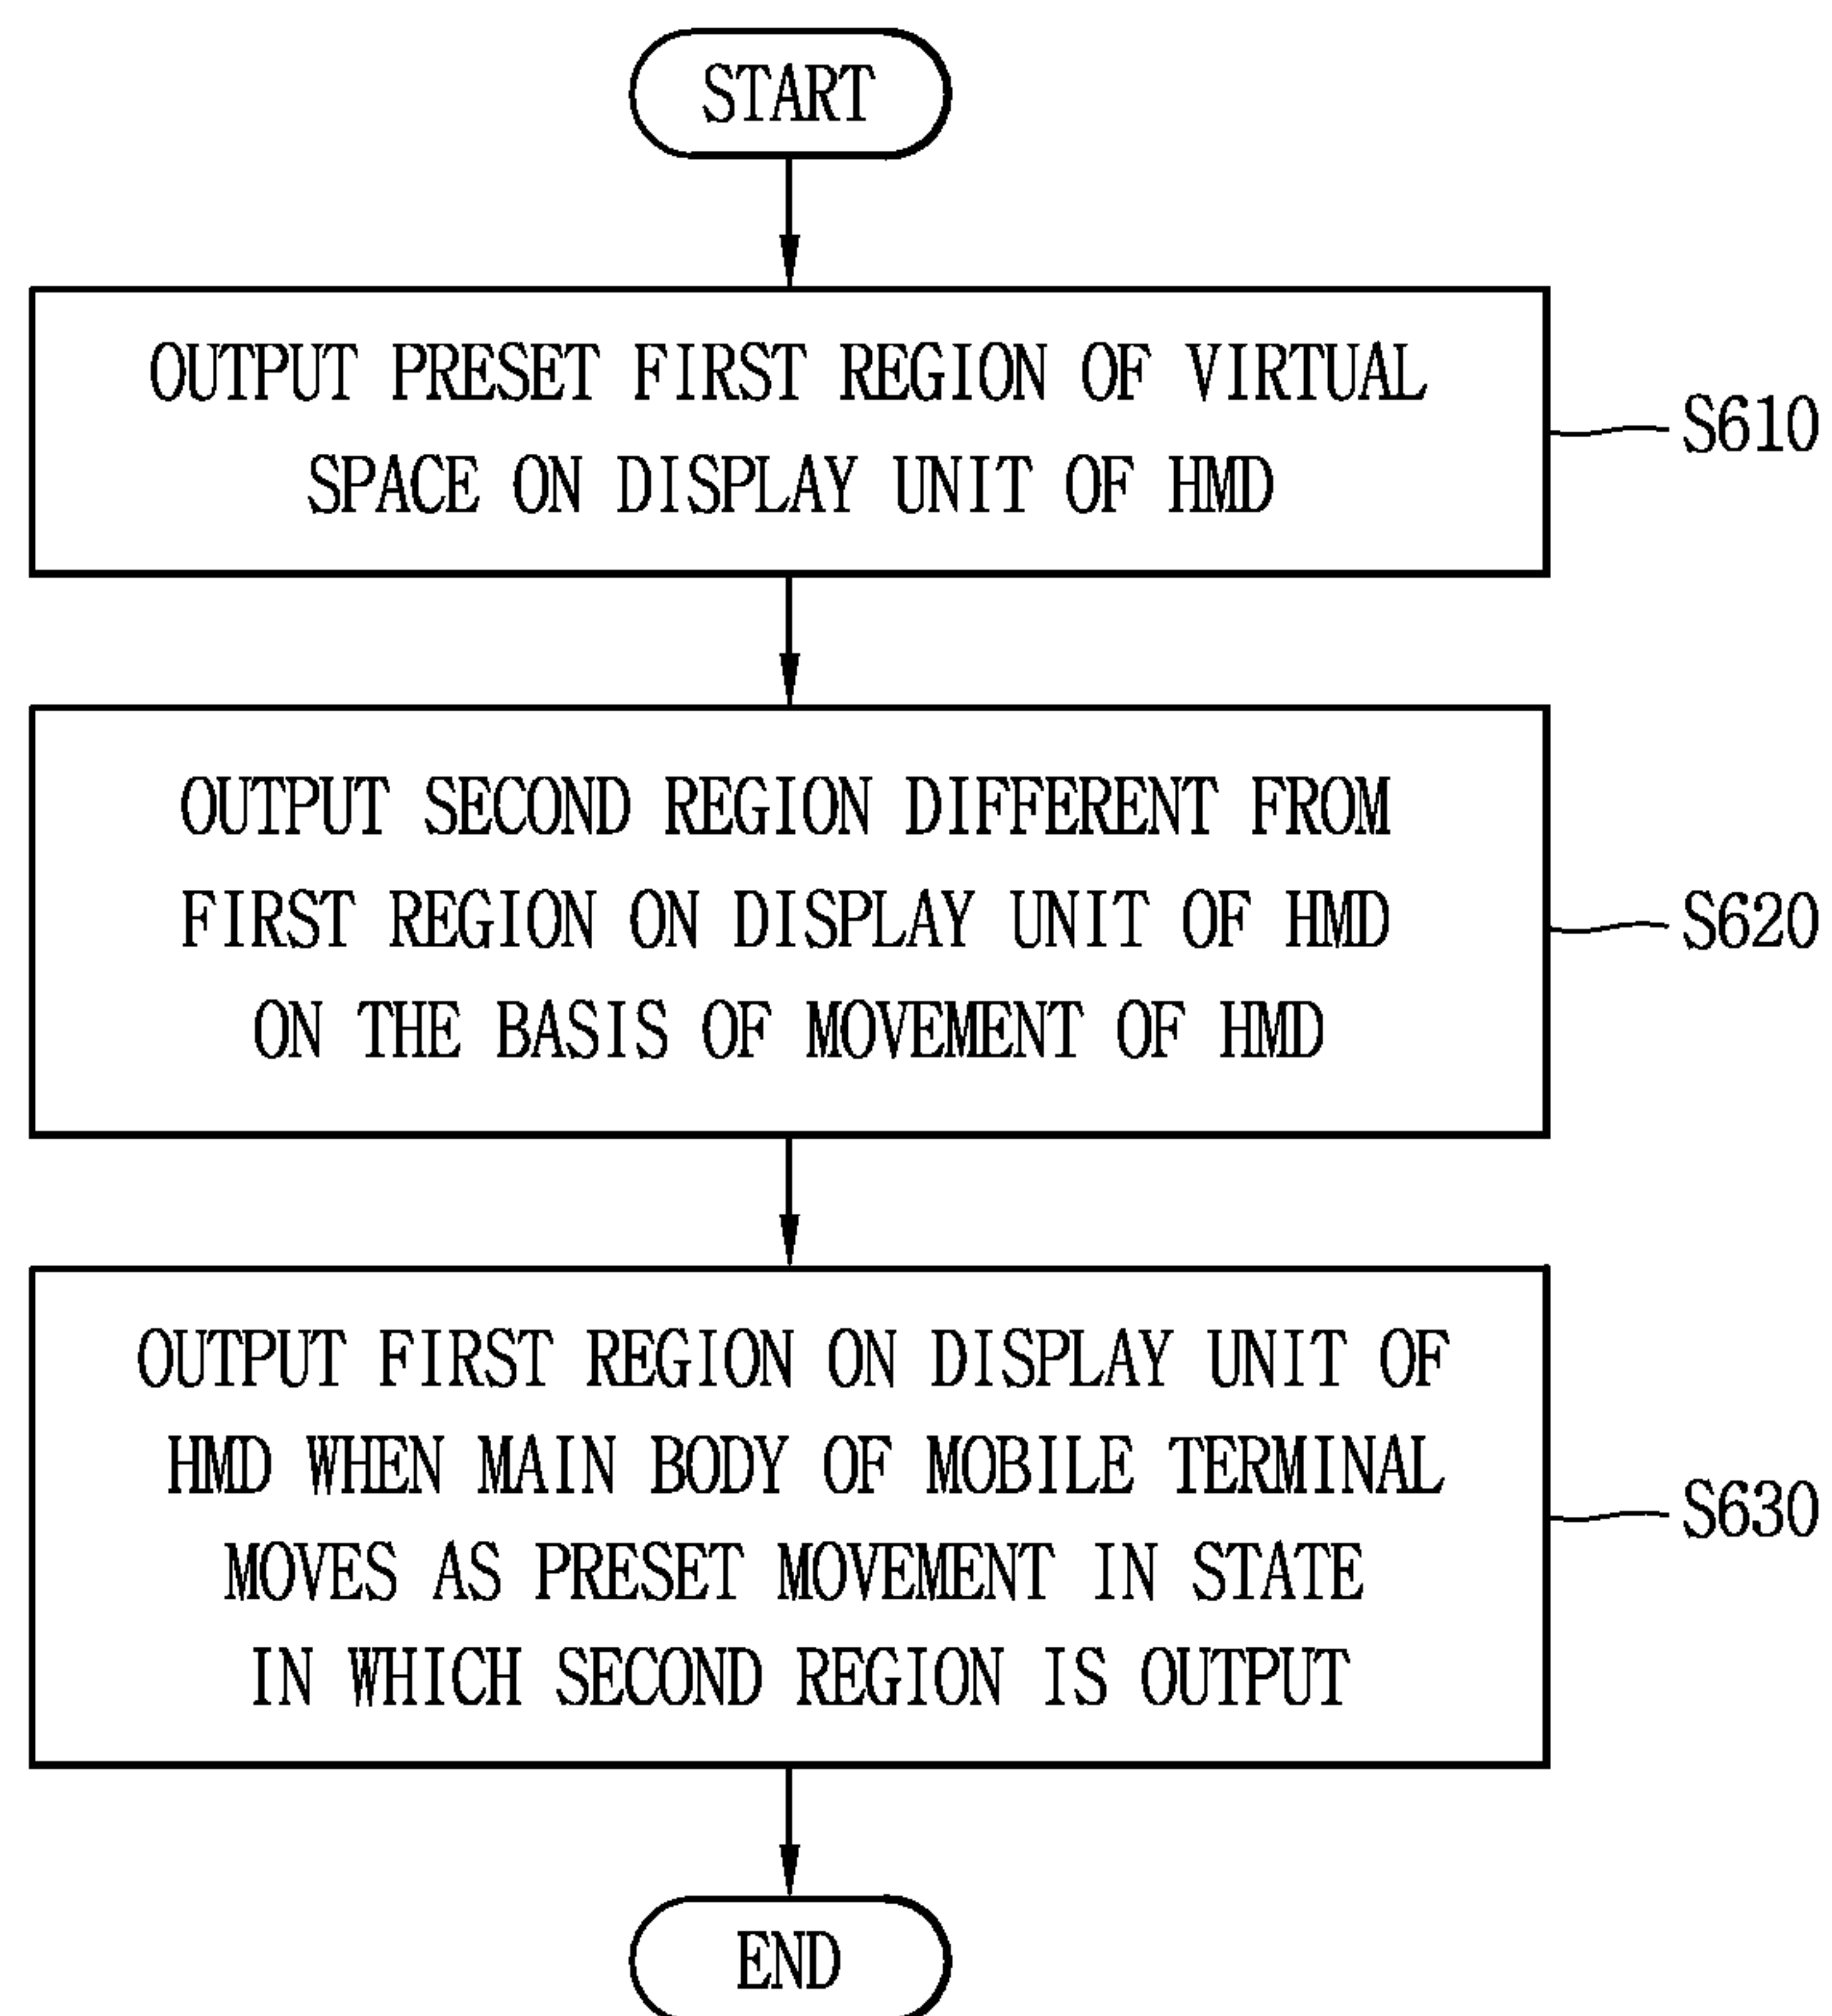 START
OUTPUT PRESET FIRST REGION OF VIRTUAL
SPACE ON DISPLAY UNIT OF HMD
S610
OUTPUT SECOND REGION DIFFERENT FROM
FIRST REGION ON DISPLAY UNIT OF HMD
ON THE BASIS OF MOVEMENT OF HMD
S620
OUTPUT FIRST REGION ON DISPLAY UNIT OF
HMD WHEN MAIN BODY OF MOBILE TERMINAL
MOVES AS PRESET MOVEMENT IN STATE
IN WHICH SECOND REGION IS OUTPUT
S630
END